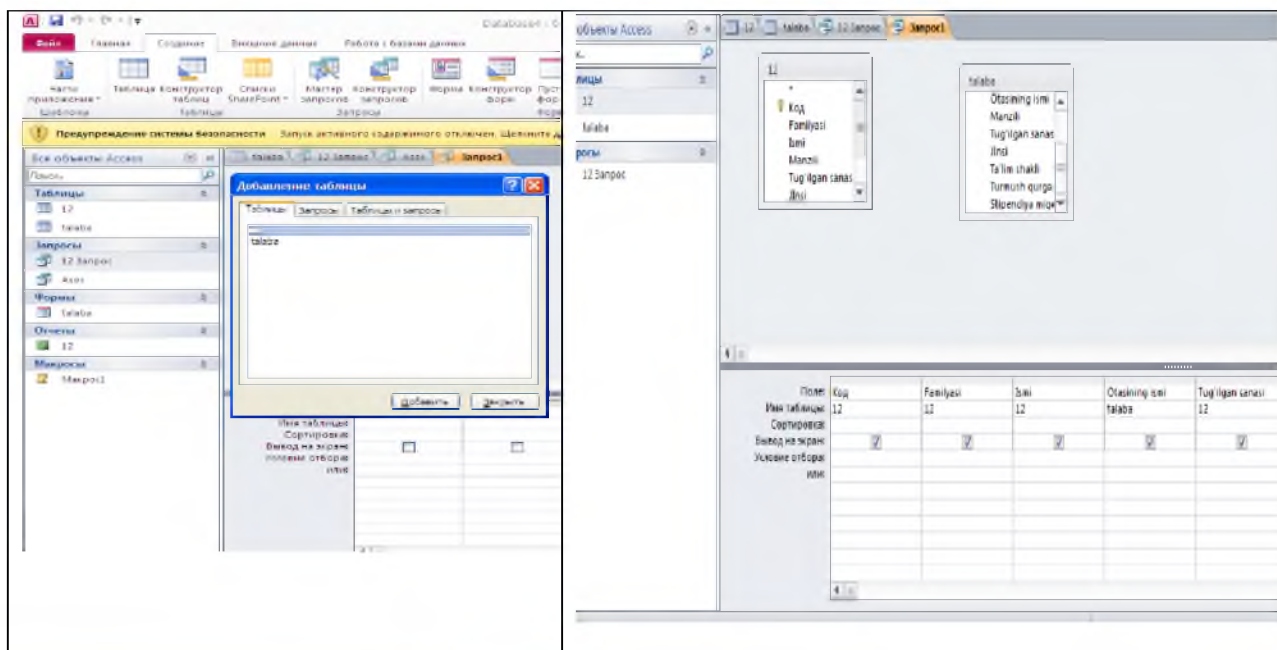 Database4 : б
Файл Главная Создание Внешние данные Работа с базами данных
Части приложения Таблица Конструктор таблиц Списки SharePoint Мастер запросов Конструктор запросов Форма Конструктор форм
Шаблоны Таблицы Запросы
Предупреждение системы безопасности Запуск активного содержимого отключен. Щелкните
Все объекты Access
Поиск...
Таблицы
12
talaba
Запросы
12 Запрос
Формы
talaba
Отчеты
12
Макросы
Макрос1
talaba 12 Запрос Запрос1
Добавление таблицы
Таблицы Запросы Таблицы и запросы
talaba
Добавить Закрыть
Имя таблицы:
Сортировка:
Вывод на экран:
Условие отбора:
или:
объекты Access
лицы
12
talaba
росы
12 Запрос
12 talaba 12 Запрос Запрос1
12
*
Код
Familyasi
Ismi
Manzili
Tug'ilgan sanas
Jinsi
talaba
Otasining ismi
Manzili
Tug'ilgan sanas
Jinsi
Ta'lim shakli
Turmush qurga
Stipendiya miqe
Поле: Код Familyasi Ismi Otasining ismi Tug'ilgan sanasi
Имя таблицы: 12 12 12 talaba 12
Сортировка:
Вывод на экран:
Условие отбора:
или: